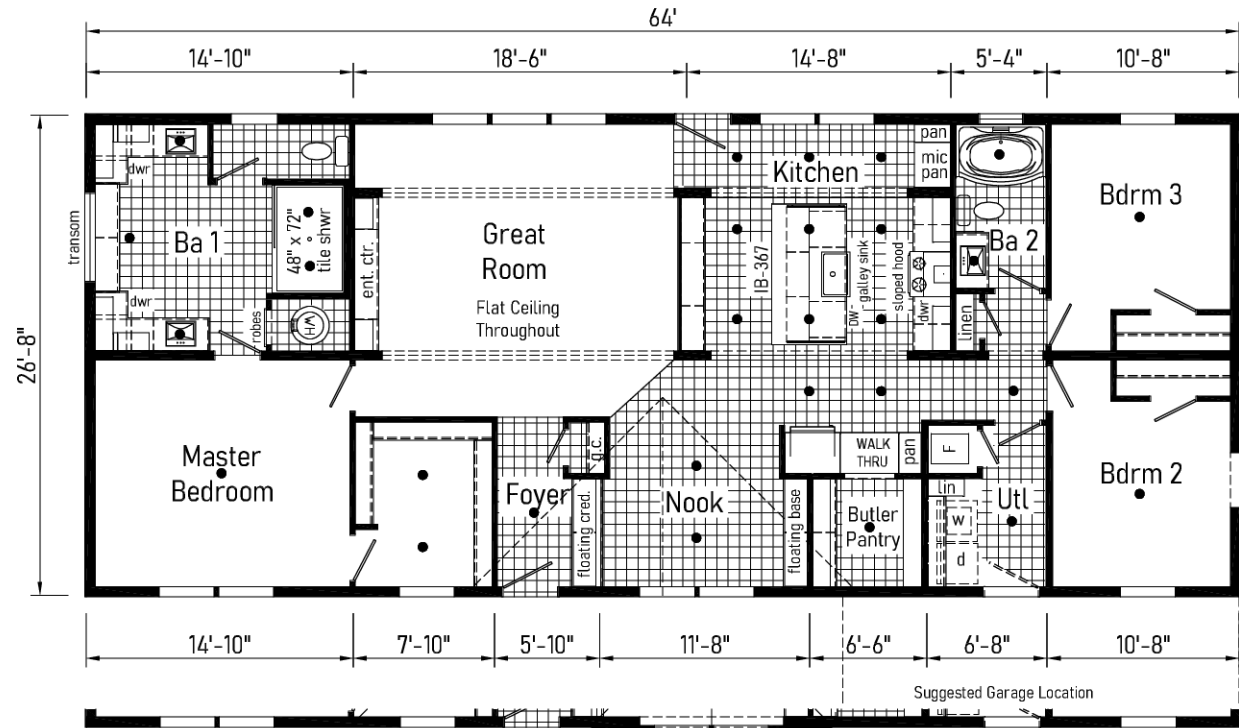 64'
14'-10" 18'-6" 14'-8" 5'-4" 10'-8"
26'-8"
transom
dwr
Ba 1
dwr
48" x 72"
tile shwr
robes
WH
ent. ctr.
Great
Room
Flat Ceiling
Throughout
Kitchen
pan
mic
pan
IB-367
DW - galley sink
sloped hood
dwr
Ba 2
linen
Bdrm 3
Master
Bedroom
Foyer
g.c.
floating cred.
Nook
floating base
WALK
THRU
pan
Butler
Pantry
F
lin
w
d
Utl
Bdrm 2
14'-10" 7'-10" 5'-10" 11'-8" 6'-6" 6'-8" 10'-8"
Suggested Garage Location